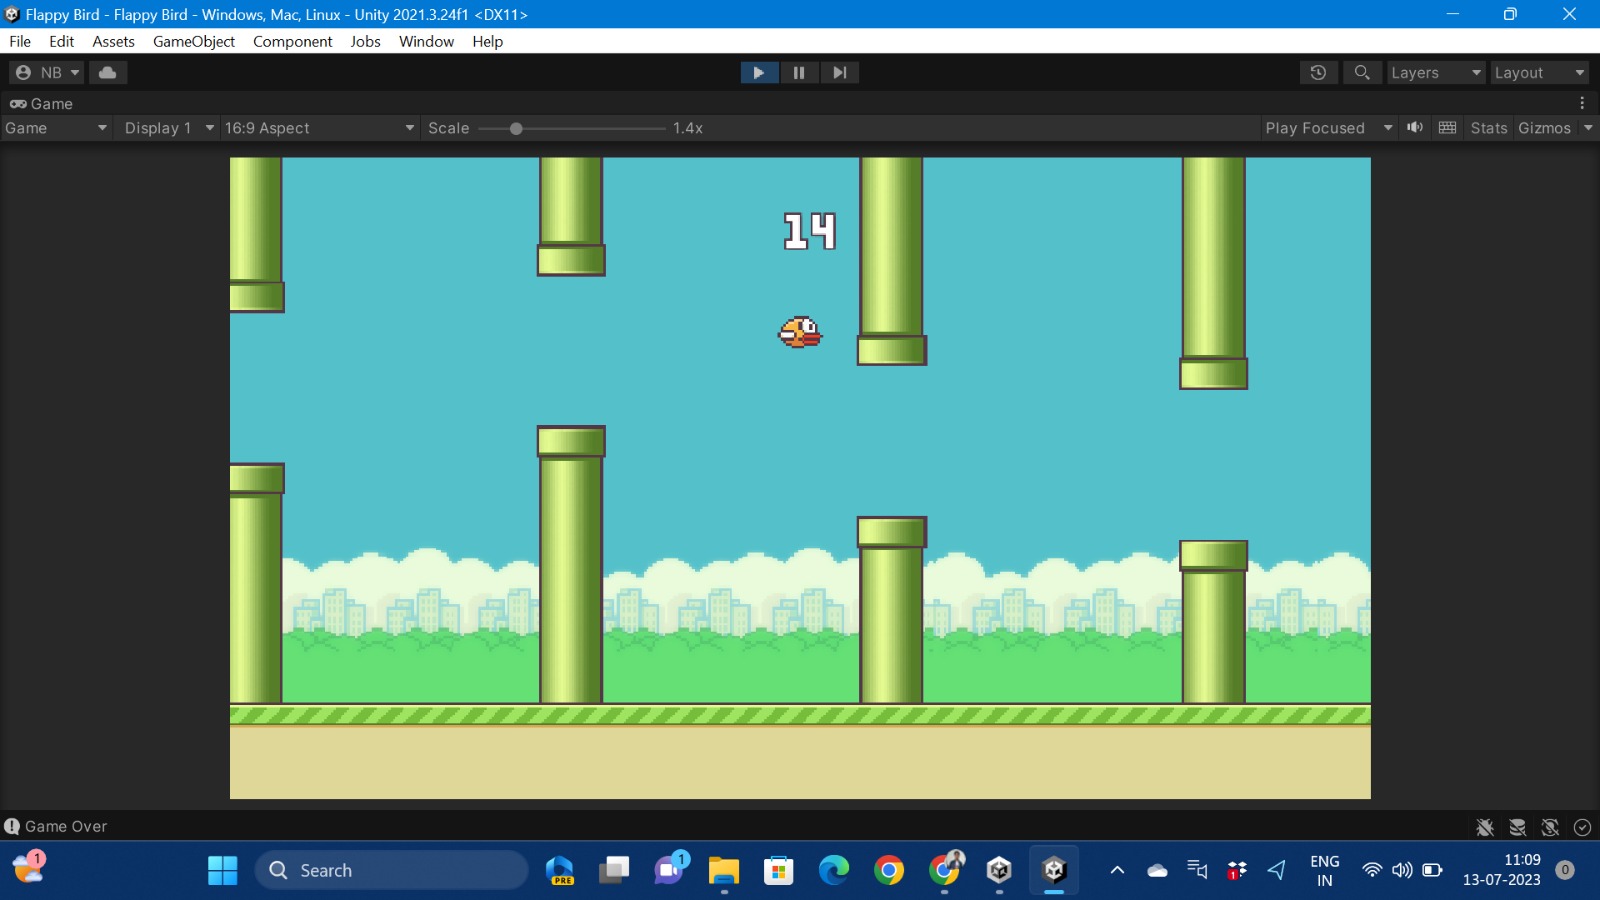 Flappy Bird - Flappy Bird - Windows, Mac, Linux - Unity 2021.3.24f1 <DX11>
File Edit Assets GameObject Component Jobs Window Help
NB Layers Layout
Game
Game Display 1 16:9 Aspect Scale 1.4x Play Focused Stats Gizmos
14
Game Over
1 Search PRE 1 1 ENG 11:09 0
IN 13-07-2023